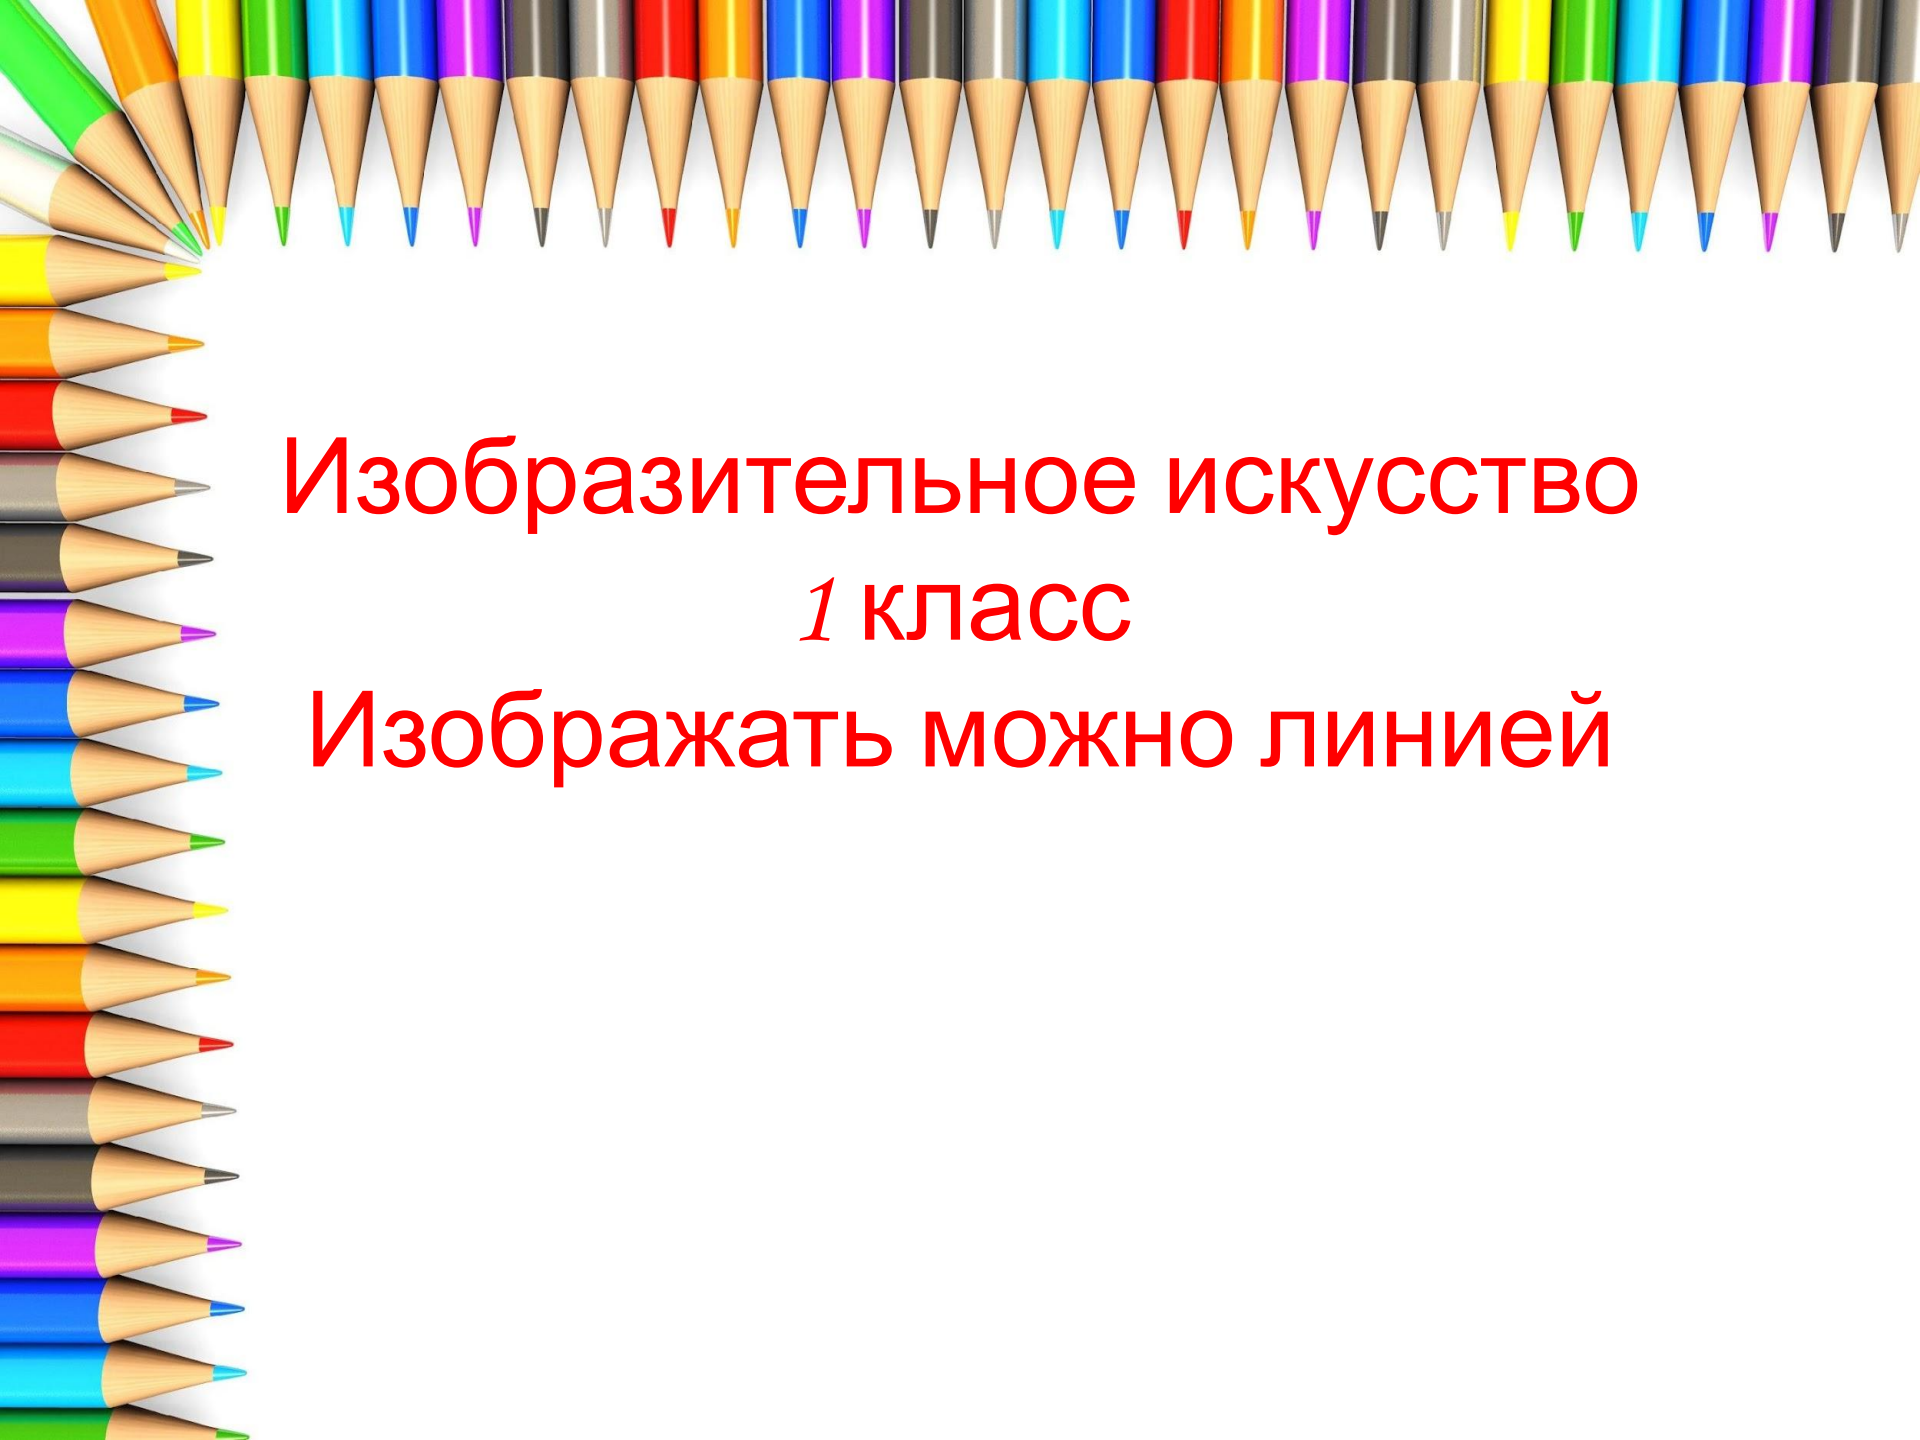 Изобразительное искусство
1 класс
Изображать можно линией